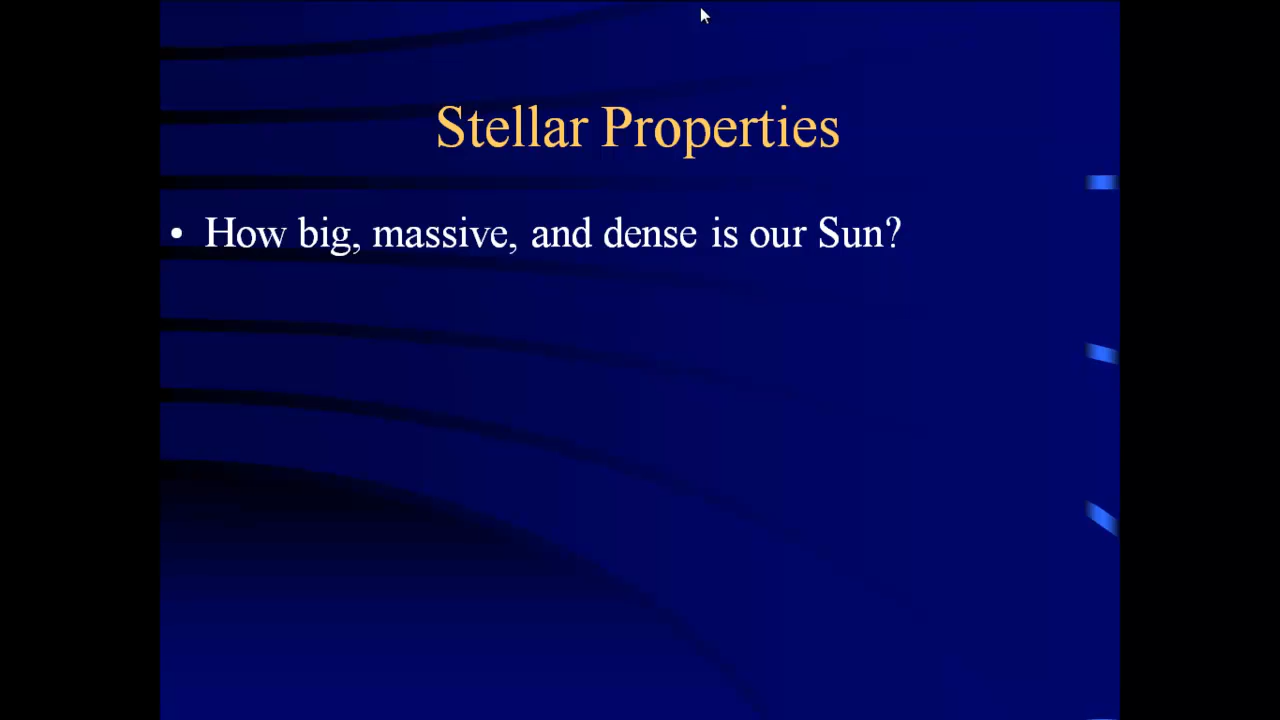 Stellar Properties
• How big, massive, and dense is our Sun?